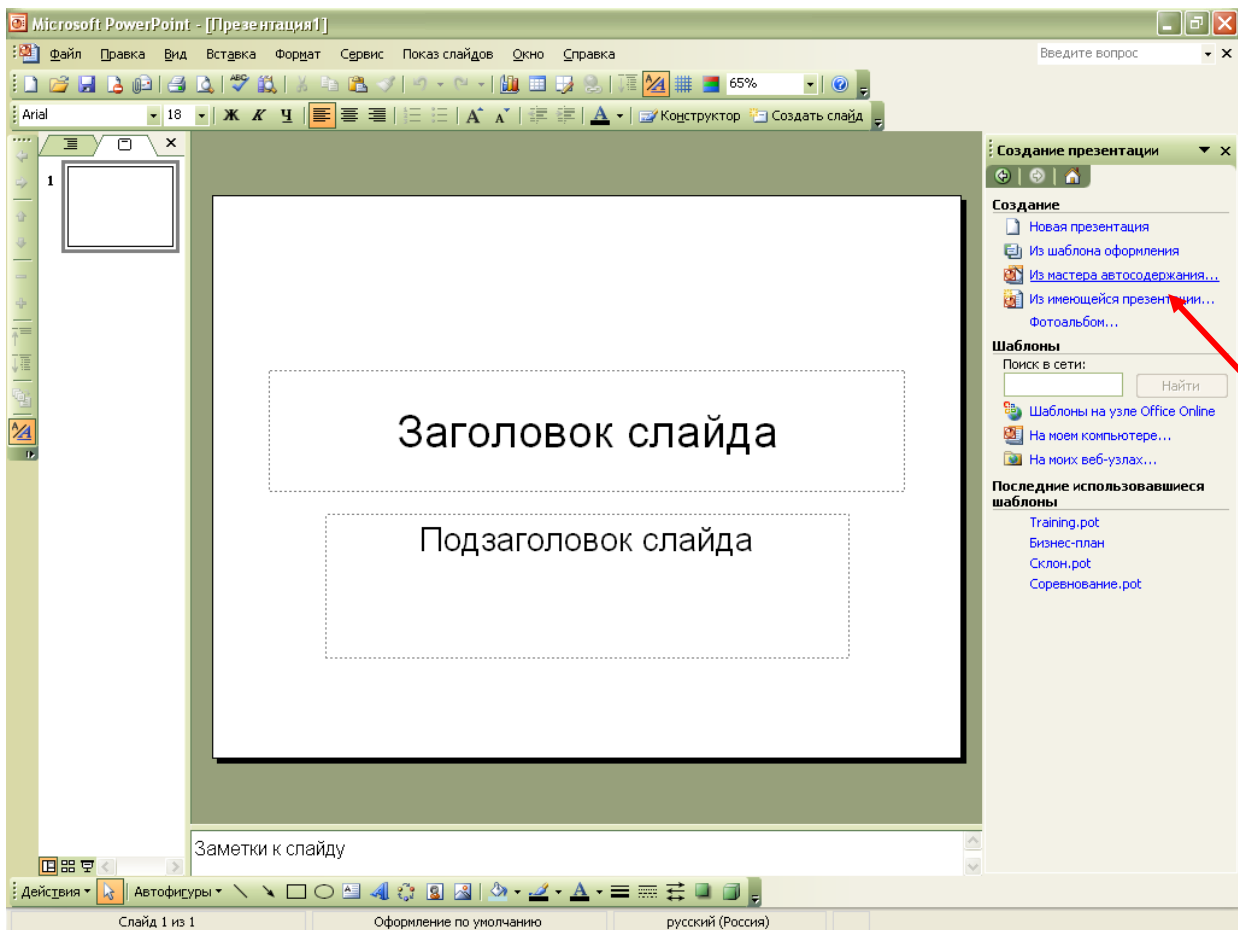 Microsoft PowerPoint - [Презентация1]
Файл Правка Вид Вставка Формат Сервис Показ слайдов Окно Справка Введите вопрос
65%
Arial 18 Ж К Ч Конструктор Создать слайд
Создание презентации
1
Создание
Новая презентация
Из шаблона оформления
Из мастера автосодержания...
Из имеющейся презентации...
Фотоальбом...
Шаблоны
Поиск в сети:
Найти
Шаблоны на узле Office Online
На моем компьютере...
На моих веб-узлах...
Последние использовавшиеся
шаблоны
Training.pot
Бизнес-план
Склон.pot
Соревнование.pot
Заголовок слайда
Подзаголовок слайда
Заметки к слайду
Действия Автофигуры
Слайд 1 из 1 Оформление по умолчанию русский (Россия)